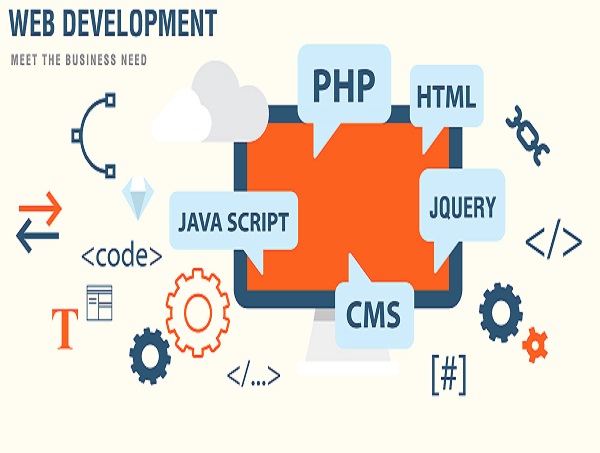 WEB DEVELOPMENT
MEET THE BUSINESS NEED
PHP
HTML
JAVA SCRIPT
JQUERY
<code>
</>
T
CMS
</...>
[#]